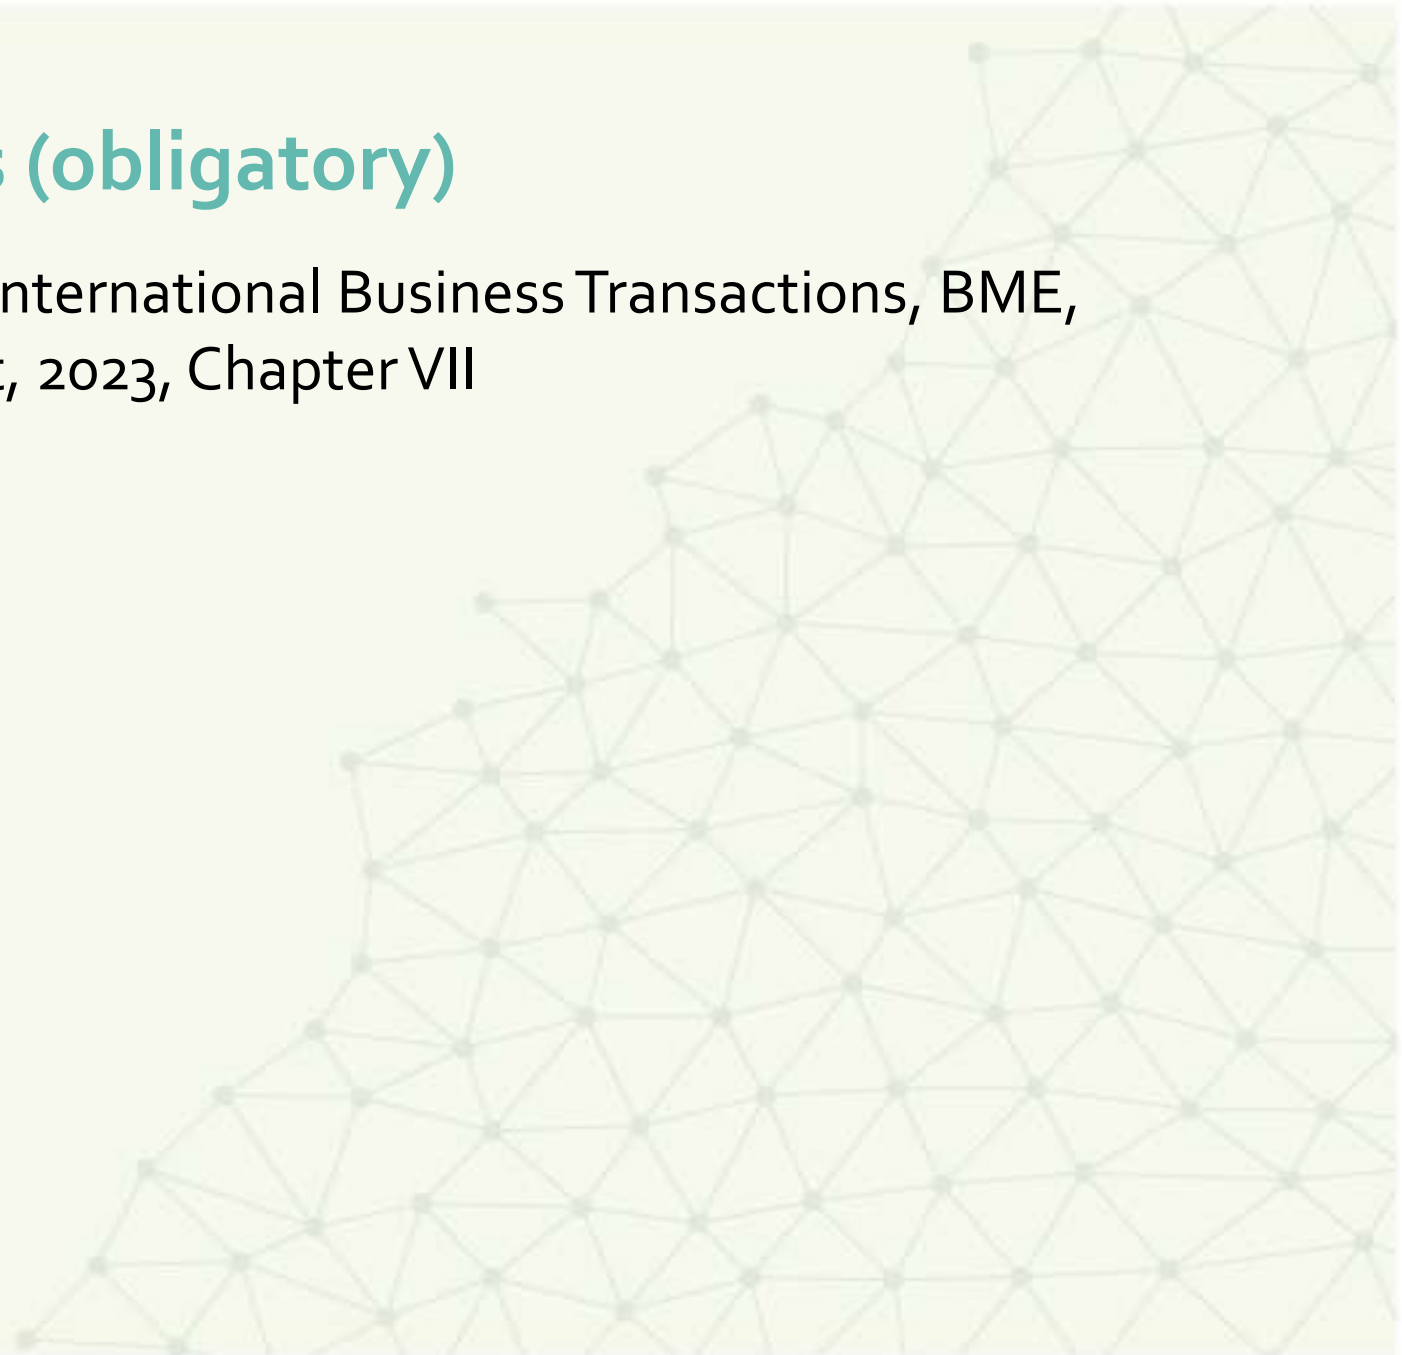 s (obligatory)
nternational Business Transactions, BME,
t, 2023, Chapter VII